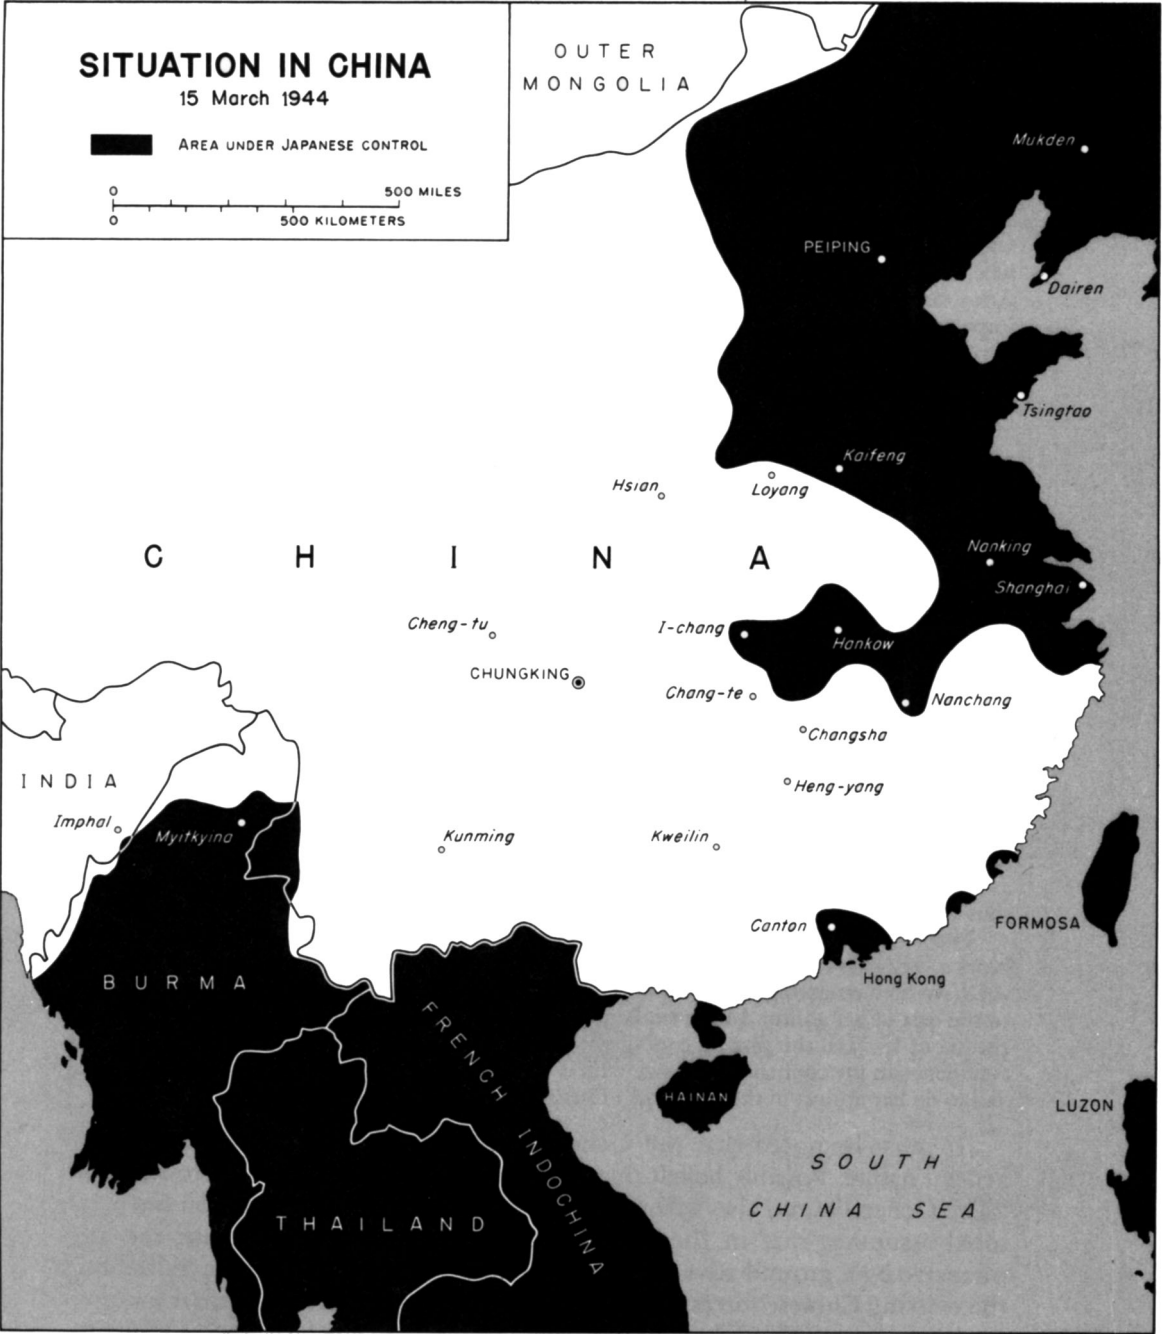 SITUATION IN CHINA
15 March 1944
AREA UNDER JAPANESE CONTROL
0 500 MILES
0 500 KILOMETERS
OUTER
MONGOLIA
Mukden
PEIPING
Dairen
Tsingtao
Kaifeng
Hsian
Loyang
CHINA
Nanking
Shanghai
Cheng-tu
I-chang
Hankow
CHUNGKING
Chang-te
Nanchang
Changsha
INDIA
Heng-yang
Imphal
Myitkyina
Kunming
Kweilin
Canton
FORMOSA
Hong Kong
BURMA
FRENCH INDOCHINA
HAINAN
LUZON
SOUTH
CHINA SEA
THAILAND